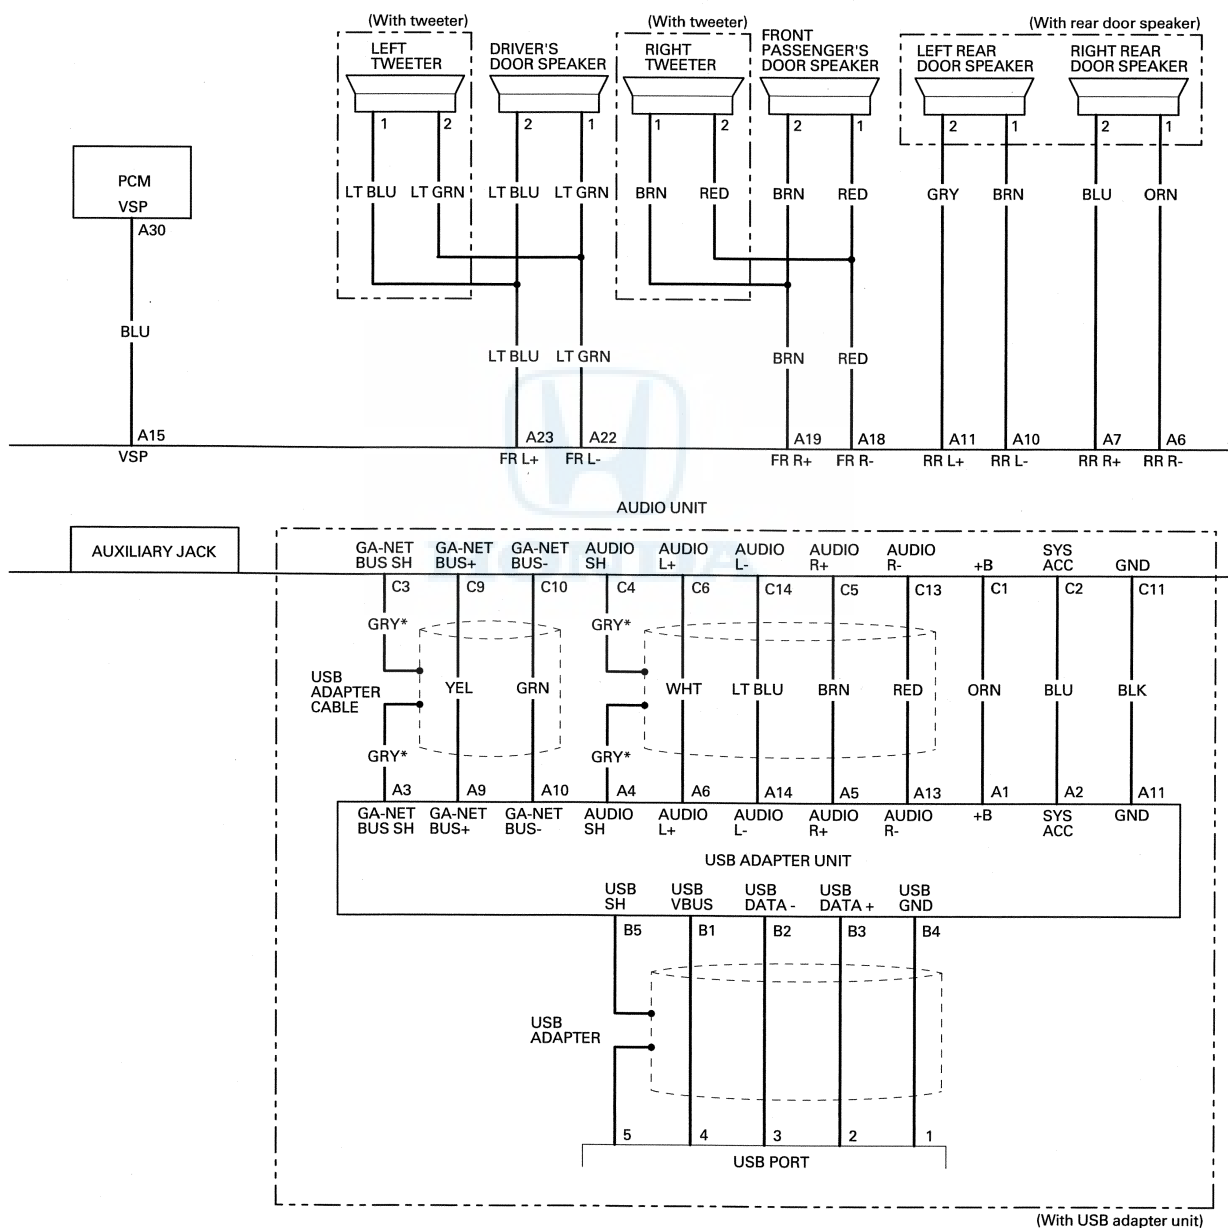 (With tweeter) (With tweeter) (With rear door speaker)
LEFT TWEETER
DRIVER'S DOOR SPEAKER
RIGHT TWEETER
FRONT PASSENGER'S DOOR SPEAKER
LEFT REAR DOOR SPEAKER
RIGHT REAR DOOR SPEAKER
1 2 2 1 1 2 2 1 2 1 2 1
PCM
VSP
A30
LT BLU LT GRN LT BLU LT GRN BRN RED BRN RED GRY BRN BLU ORN
BLU
LT BLU LT GRN BRN RED
A15 A23 A22 A19 A18 A11 A10 A7 A6
VSP FR L+ FR L- FR R+ FR R- RR L+ RR L- RR R+ RR R-
AUDIO UNIT
HONDA
AUXILIARY JACK
GA-NET BUS SH
GA-NET BUS+
GA-NET BUS-
AUDIO SH
AUDIO L+
AUDIO L-
AUDIO R+
AUDIO R-
+B
SYS ACC
GND
C3 C9 C10 C4 C6 C14 C5 C13 C1 C2 C11
GRY* GRY*
USB ADAPTER CABLE
YEL GRN WHT LT BLU BRN RED ORN BLU BLK
GRY* GRY*
A3 A9 A10 A4 A6 A14 A5 A13 A1 A2 A11
GA-NET BUS SH
GA-NET BUS+
GA-NET BUS-
AUDIO SH
AUDIO L+
AUDIO L-
AUDIO R+
AUDIO R-
+B
SYS ACC
GND
USB ADAPTER UNIT
USB SH
USB VBUS
USB DATA -
USB DATA +
USB GND
B5 B1 B2 B3 B4
USB ADAPTER
5 4 3 2 1
USB PORT
(With USB adapter unit)